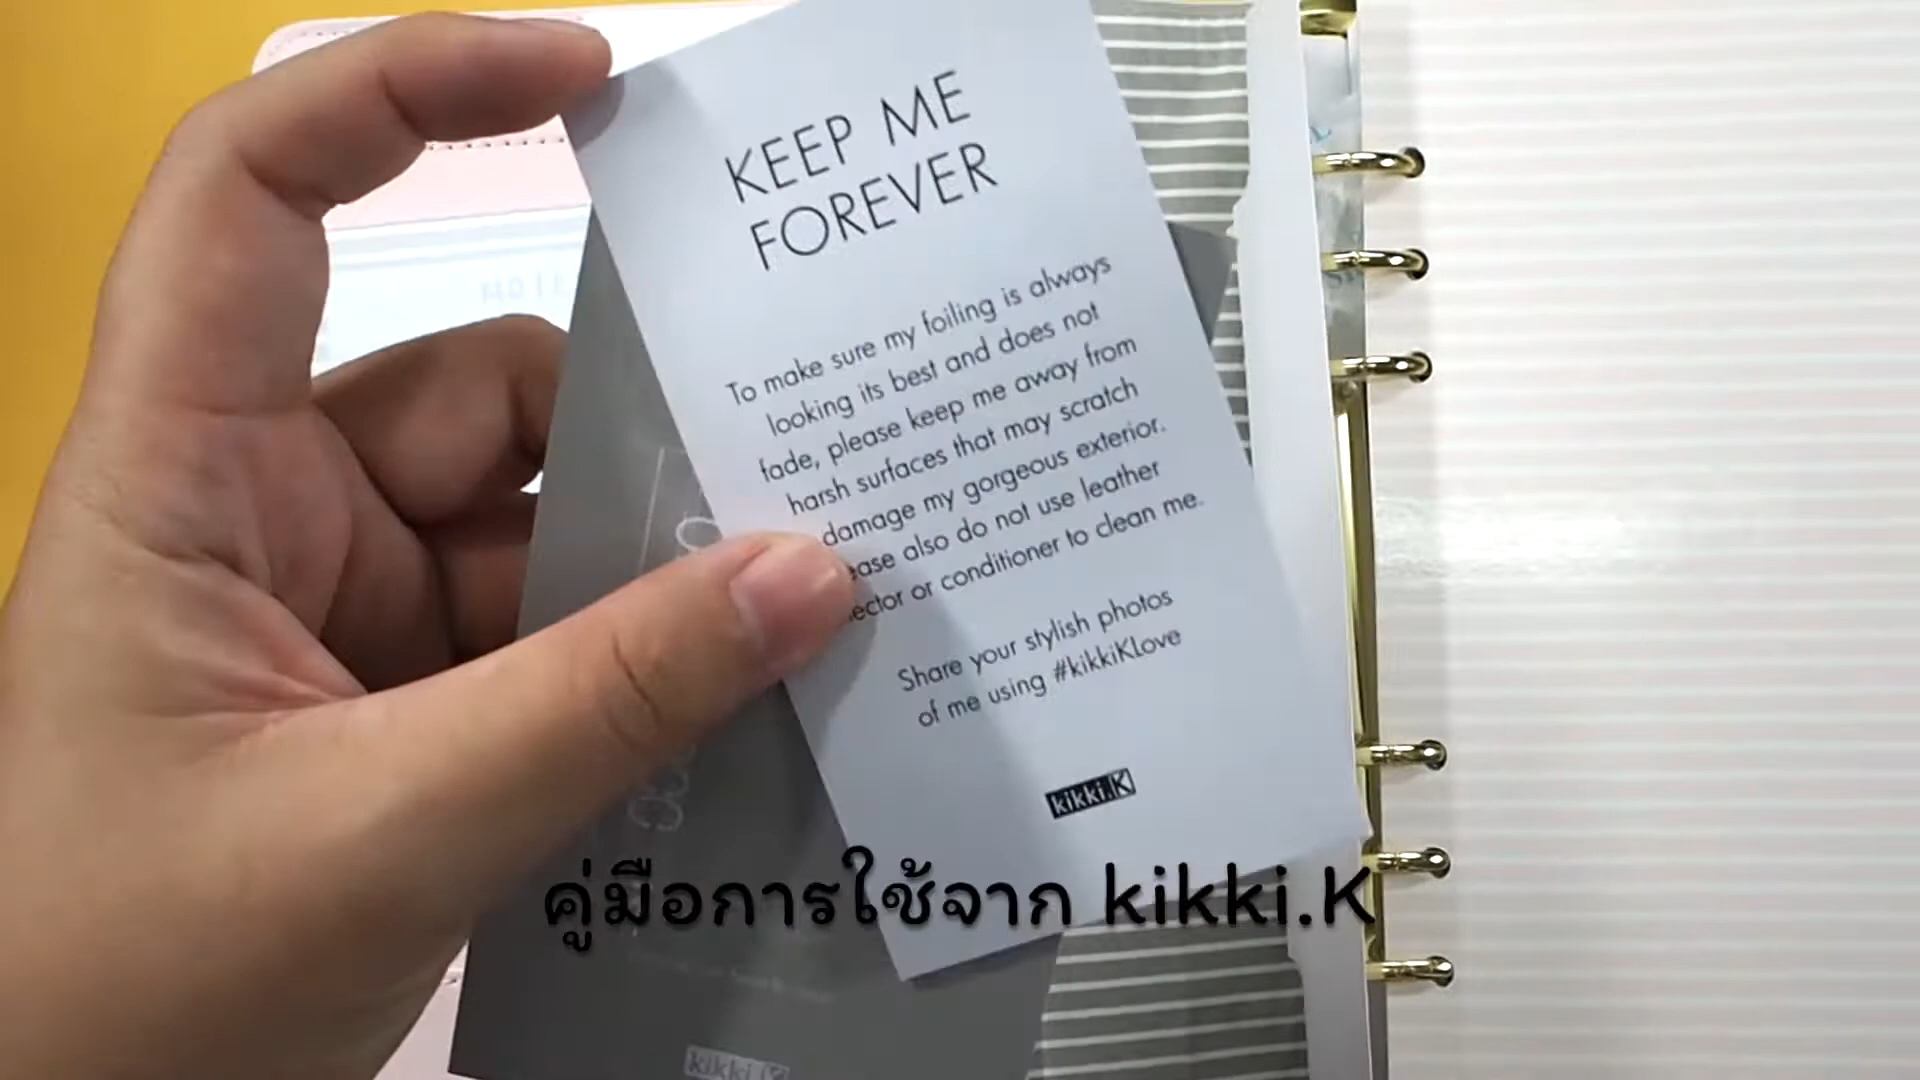 KEEP ME
FOREVER
To make sure my foiling is always
looking its best and does not
fade, please keep me away from
harsh surfaces that may scratch
damage my gorgeous exterior.
also do not use leather
or conditioner to clean me.
Share your stylish photos
of me using #kikkiKLove
kikki.K
คู่มือการใช้จาก kikki.K
kikki.K